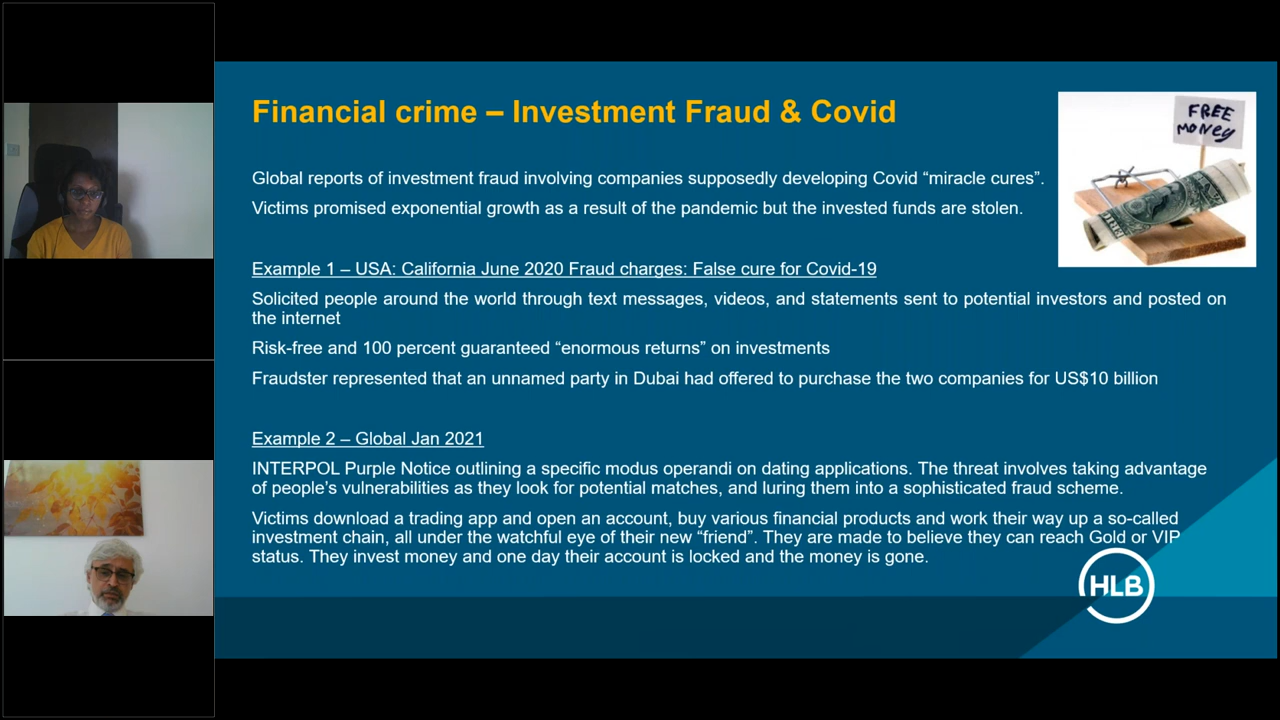 Financial crime – Investment Fraud & Covid
FREE
MONEY
Global reports of investment fraud involving companies supposedly developing Covid “miracle cures”.
Victims promised exponential growth as a result of the pandemic but the invested funds are stolen.
Example 1 – USA: California June 2020 Fraud charges: False cure for Covid-19
Solicited people around the world through text messages, videos, and statements sent to potential investors and posted on
the internet
Risk-free and 100 percent guaranteed “enormous returns” on investments
Fraudster represented that an unnamed party in Dubai had offered to purchase the two companies for US$10 billion
Example 2 – Global Jan 2021
INTERPOL Purple Notice outlining a specific modus operandi on dating applications. The threat involves taking advantage
of people’s vulnerabilities as they look for potential matches, and luring them into a sophisticated fraud scheme.
Victims download a trading app and open an account, buy various financial products and work their way up a so-called
investment chain, all under the watchful eye of their new “friend”. They are made to believe they can reach Gold or VIP
status. They invest money and one day their account is locked and the money is gone.
HLB